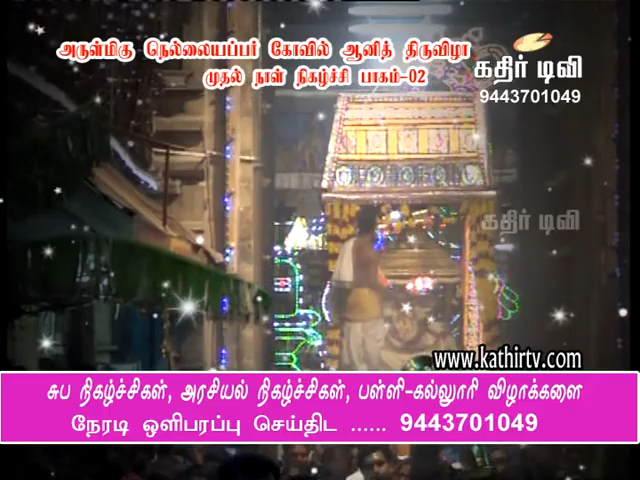 அருள்மிகு நெல்லையப்பர் கோவில் ஆனித் திருவிழா
முதல் நாள் நிகழ்ச்சி பாகம்-02
கதிர் டிவி
9443701049
கதிர் டிவி
www.kathirtv.com
சுப நிகழ்ச்சிகள், அரசியல் நிகழ்ச்சிகள், பள்ளி-கல்லூரி விழாக்களை
நேரடி ஒளிபரப்பு செய்திட ...... 9443701049